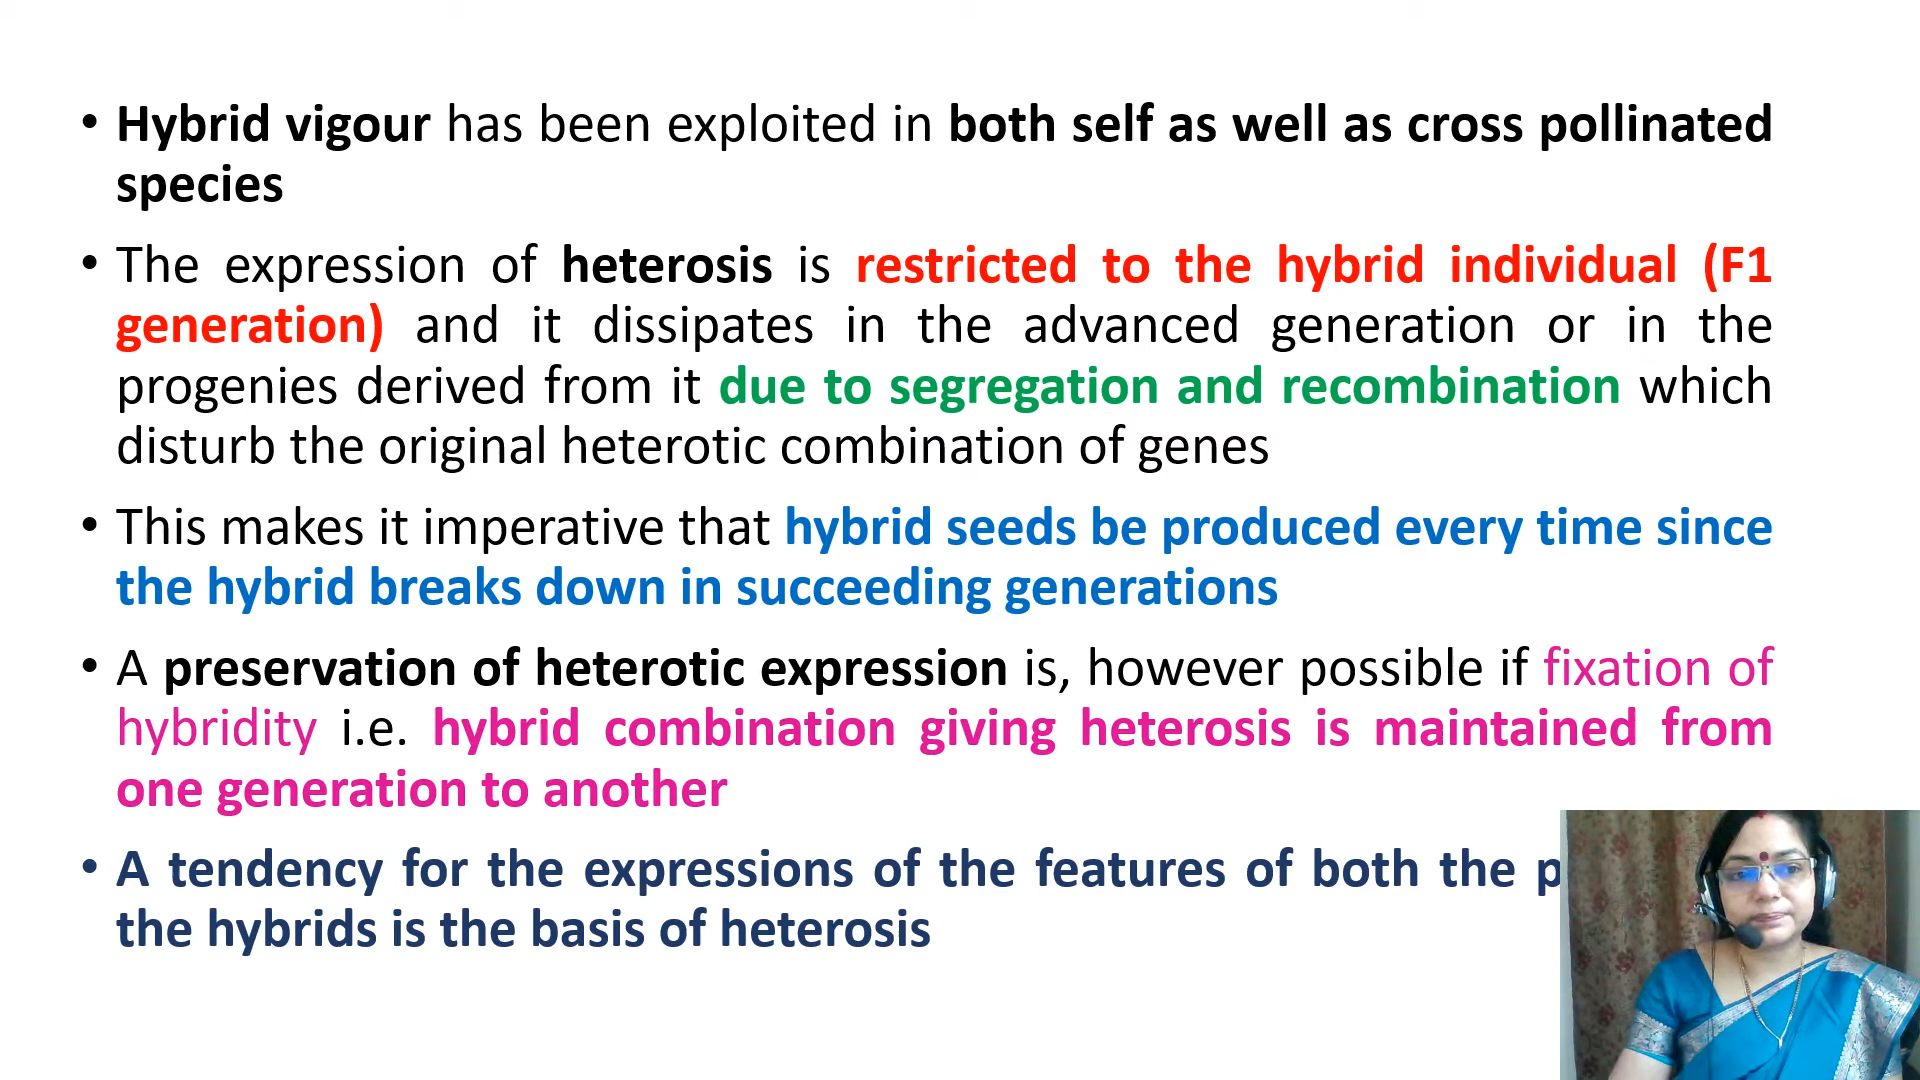 • Hybrid vigour has been exploited in both self as well as cross pollinated
species
• The expression of heterosis is restricted to the hybrid individual (F1
generation) and it dissipates in the advanced generation or in the
progenies derived from it due to segregation and recombination which
disturb the original heterotic combination of genes
• This makes it imperative that hybrid seeds be produced every time since
the hybrid breaks down in succeeding generations
• A preservation of heterotic expression is, however possible if fixation of
hybridity i.e. hybrid combination giving heterosis is maintained from
one generation to another
• A tendency for the expressions of the features of both the
the hybrids is the basis of heterosis